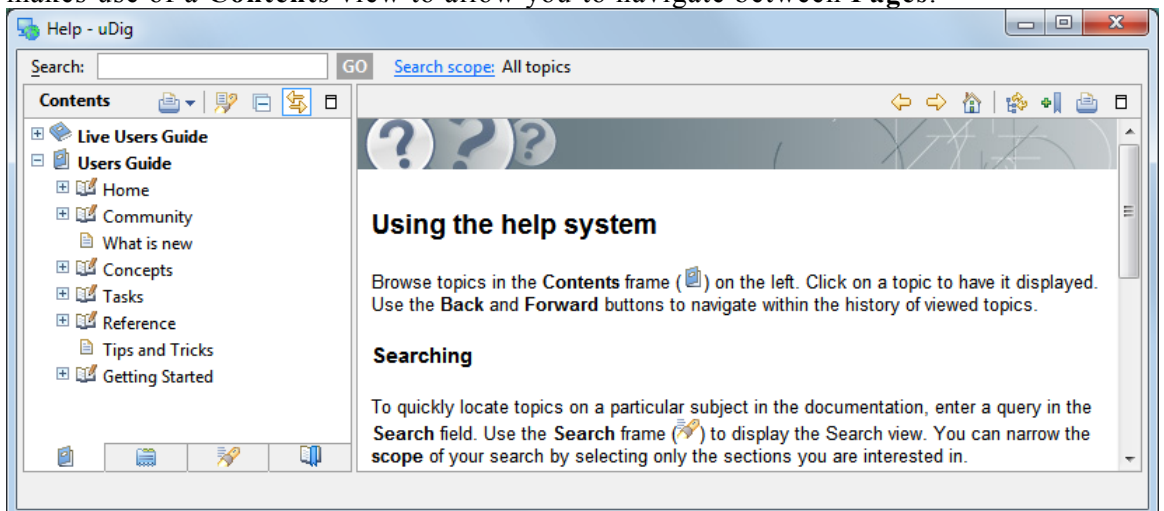 makes use of a Contents view to allow you to navigate between Pages.
Help - uDig
Search:
GO
Search scope: All topics
Contents
Live Users Guide
Users Guide
Home
Community
What is new
Concepts
Tasks
Reference
Tips and Tricks
Getting Started
? ? ?
Using the help system
Browse topics in the Contents frame ( ) on the left. Click on a topic to have it displayed.
Use the Back and Forward buttons to navigate within the history of viewed topics.
Searching
To quickly locate topics on a particular subject in the documentation, enter a query in the
Search field. Use the Search frame ( ) to display the Search view. You can narrow the
scope of your search by selecting only the sections you are interested in.